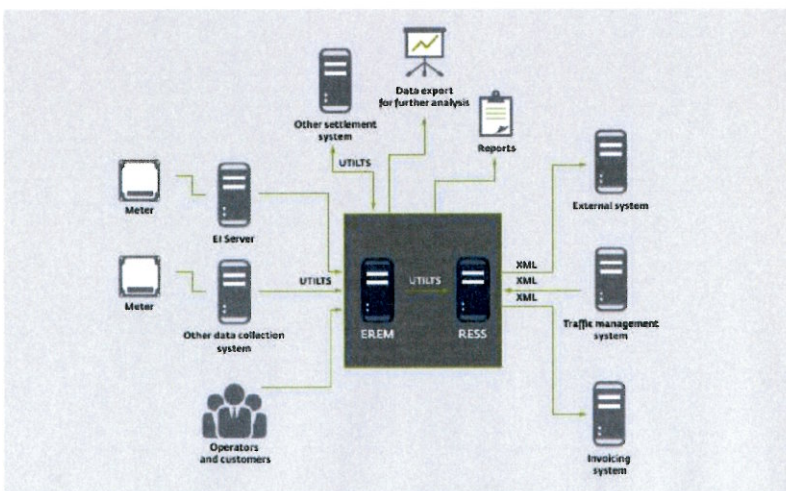 Data export
for further analysis
Other settlement
system
Reports
UTILTS
Meter
EI Server
External system
Meter
UTILTS
UTILTS
XML
XML
XML
EREM
RESS
Other data collection
system
Traffic management
system
Operators
and customers
Invoicing
system